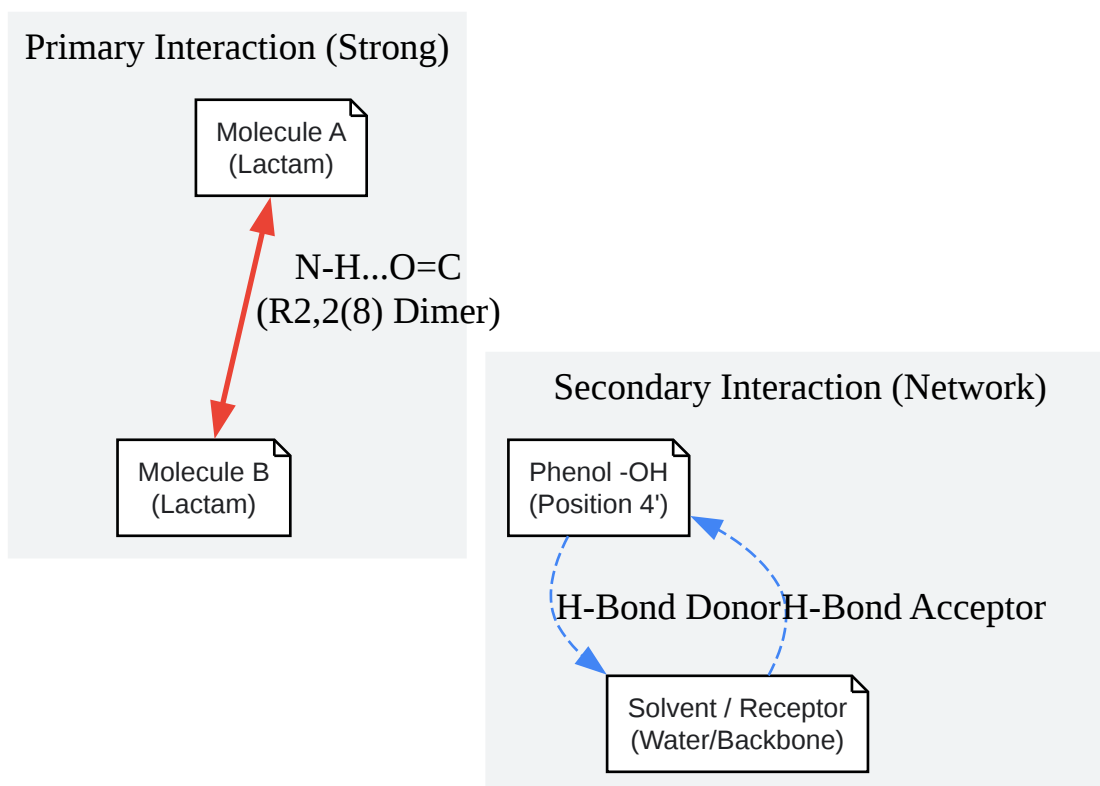 Primary Interaction (Strong)
Molecule A
(Lactam)
N-H...O=C
(R2,2(8) Dimer)
Molecule B
(Lactam)
Secondary Interaction (Network)
Phenol -OH
(Position 4')
H-Bond Donor
H-Bond Acceptor
Solvent / Receptor
(Water/Backbone)